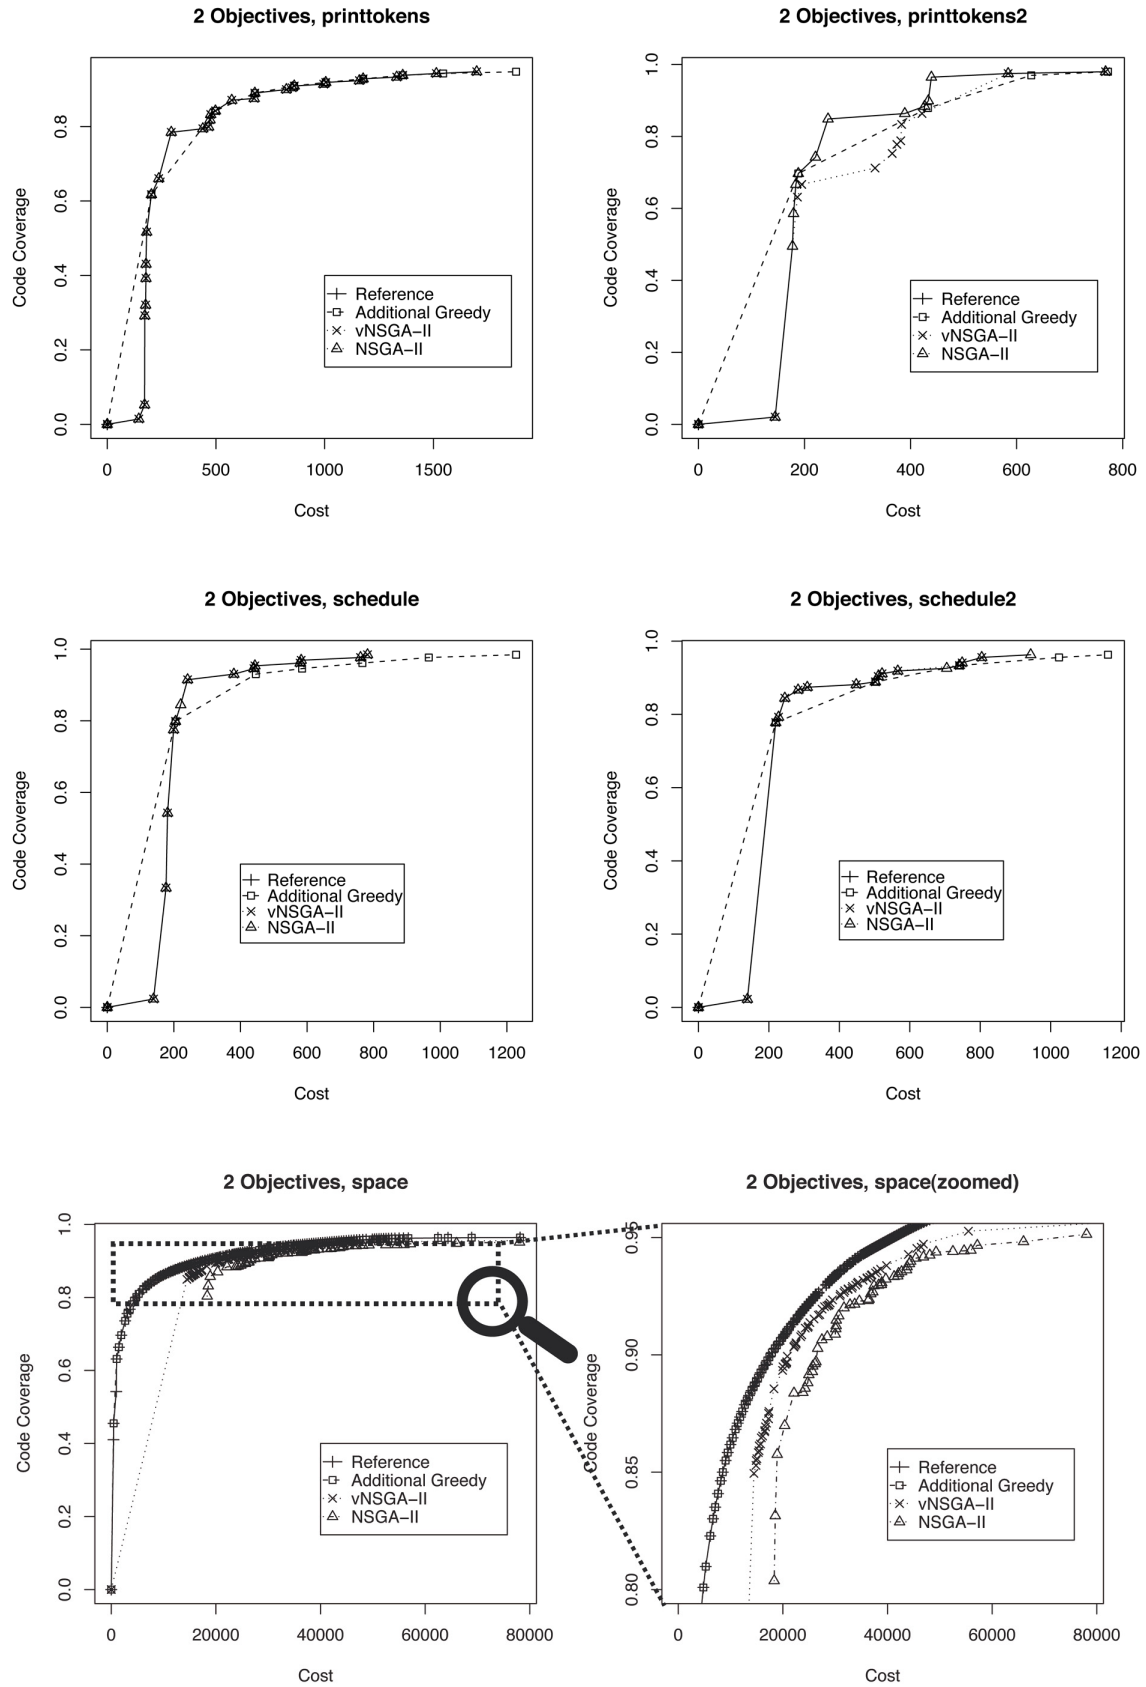 2 Objectives, printtokens
Code Coverage
0.0 0.2 0.4 0.6 0.8
Reference
Additional Greedy
vNSGA−II
NSGA−II
0 500 1000 1500
Cost
2 Objectives, printtokens2
Code Coverage
0.0 0.2 0.4 0.6 0.8 1.0
Reference
Additional Greedy
vNSGA−II
NSGA−II
0 200 400 600 800
Cost
2 Objectives, schedule
Code Coverage
0.0 0.2 0.4 0.6 0.8 1.0
Reference
Additional Greedy
vNSGA−II
NSGA−II
0 200 400 600 800 1000 1200
Cost
2 Objectives, schedule2
Code Coverage
0.0 0.2 0.4 0.6 0.8 1.0
Reference
Additional Greedy
vNSGA−II
NSGA−II
0 200 400 600 800 1000 1200
Cost
2 Objectives, space
Code Coverage
0.0 0.2 0.4 0.6 0.8 1.0
Reference
Additional Greedy
vNSGA−II
NSGA−II
0 20000 40000 60000 80000
Cost
2 Objectives, space(zoomed)
Code Coverage
0.80 0.85 0.90 0.95
Reference
Additional Greedy
vNSGA−II
NSGA−II
0 20000 40000 60000 80000
Cost